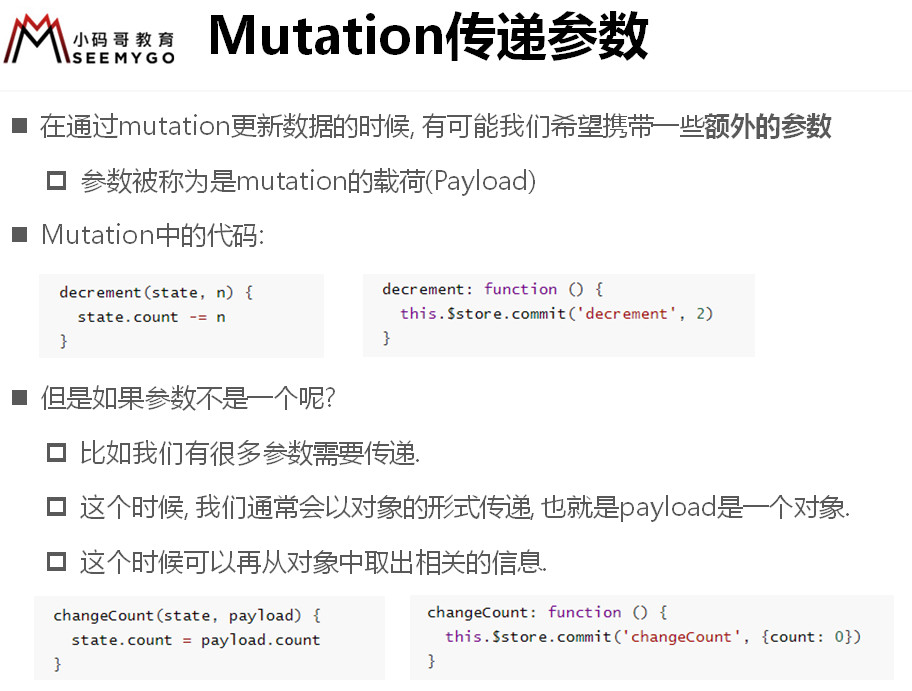 小码哥教育
SEEMYGO
Mutation传递参数
在通过mutation更新数据的时候, 有可能我们希望携带一些额外的参数
参数被称为是mutation的载荷(Payload)
Mutation中的代码:
decrement(state, n) {
state.count -= n
}
decrement: function () {
this.$store.commit('decrement', 2)
}
但是如果参数不是一个呢?
比如我们有很多参数需要传递.
这个时候, 我们通常会以对象的形式传递, 也就是payload是一个对象.
这个时候可以再从对象中取出相关的信息.
changeCount(state, payload) {
state.count = payload.count
}
changeCount: function () {
this.$store.commit('changeCount', {count: 0})
}